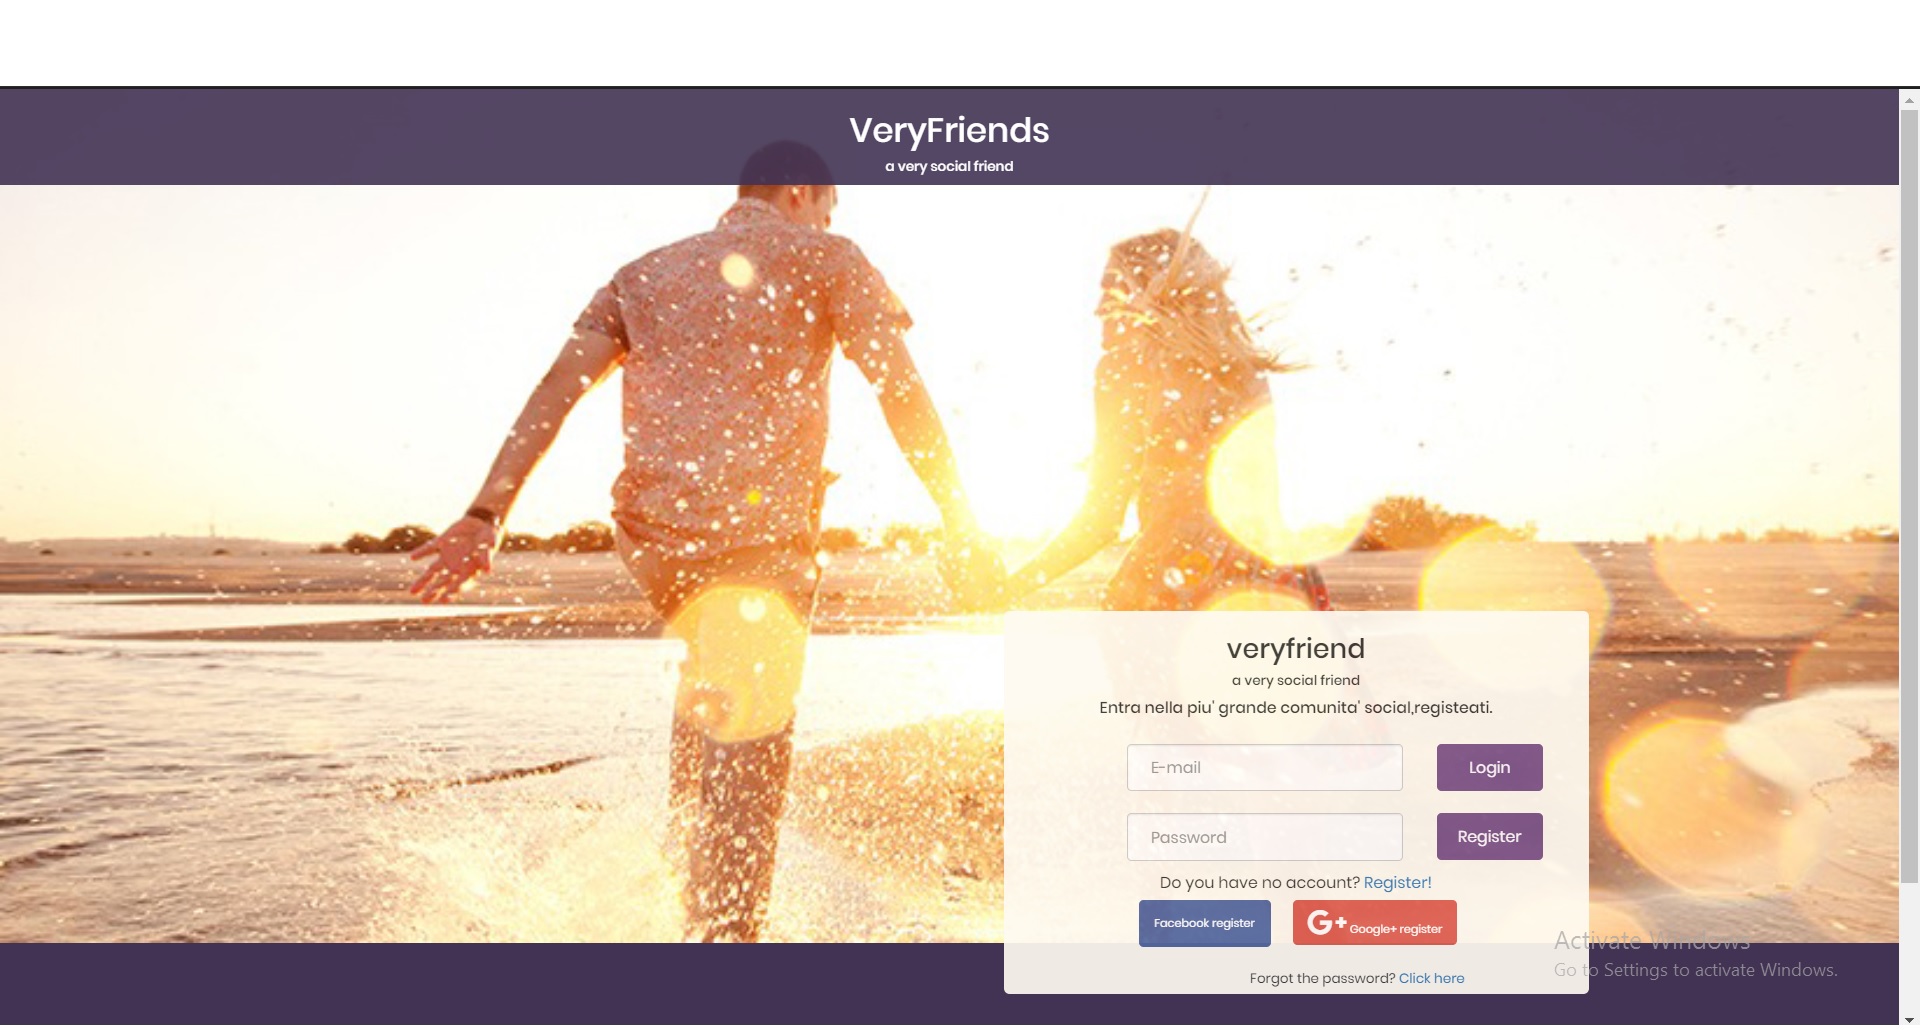 VeryFriends
a very social friend
veryfriend
a very social friend
Entra nella piu' grande comunita' social,registeati.
E-mail
Login
Password
Register
Do you have no account? Register!
Facebook register
G+ Google+ register
Activate Windows
Go to Settings to activate Windows.
Forgot the password? Click here